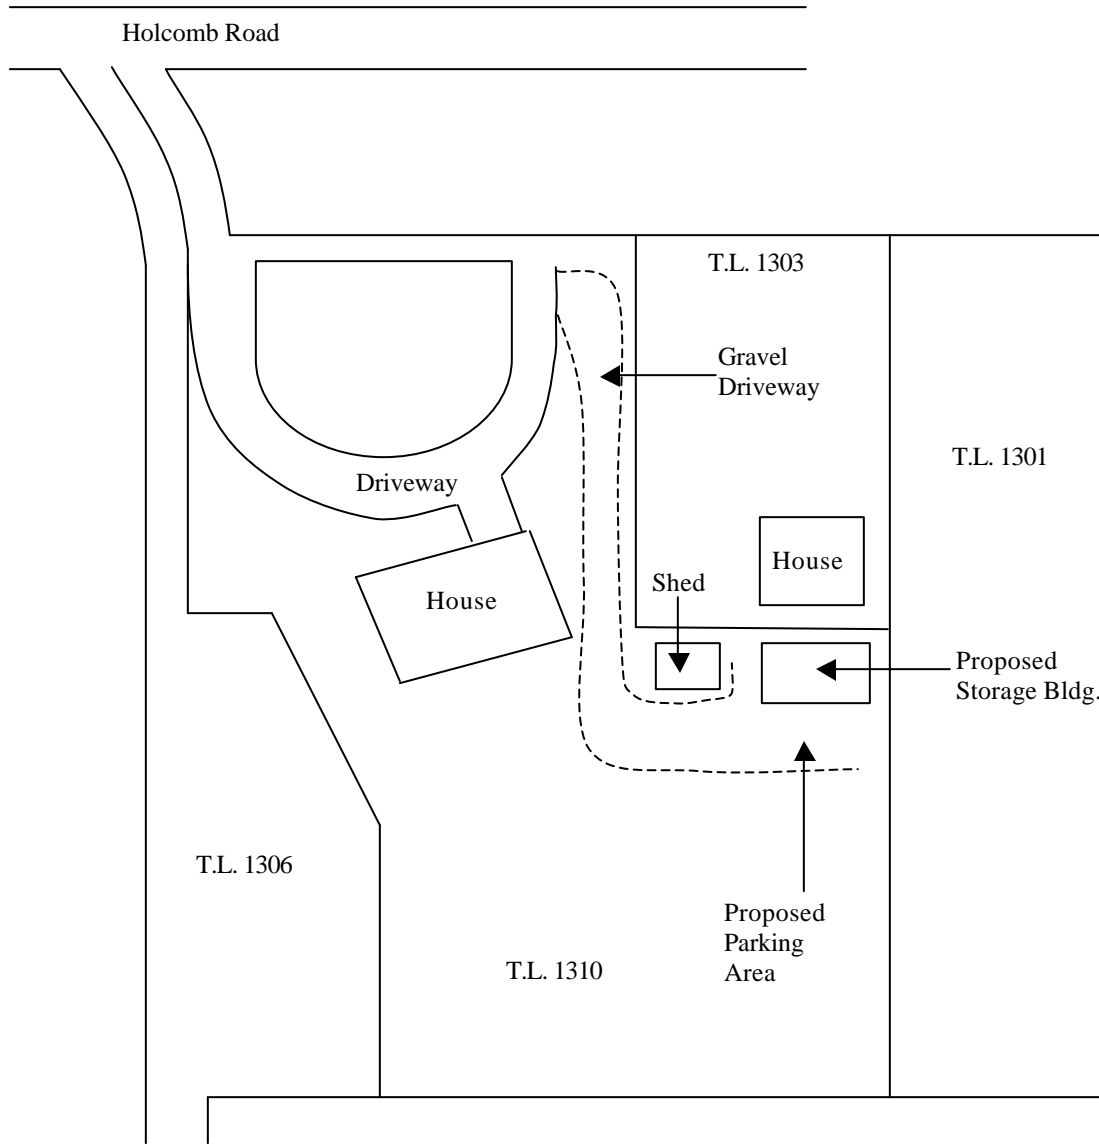 Holcomb Road
T.L. 1303
Gravel
Driveway
T.L. 1301
Driveway
House
Shed
House
Proposed
Storage Bldg.
T.L. 1306
Proposed
Parking
Area
T.L. 1310